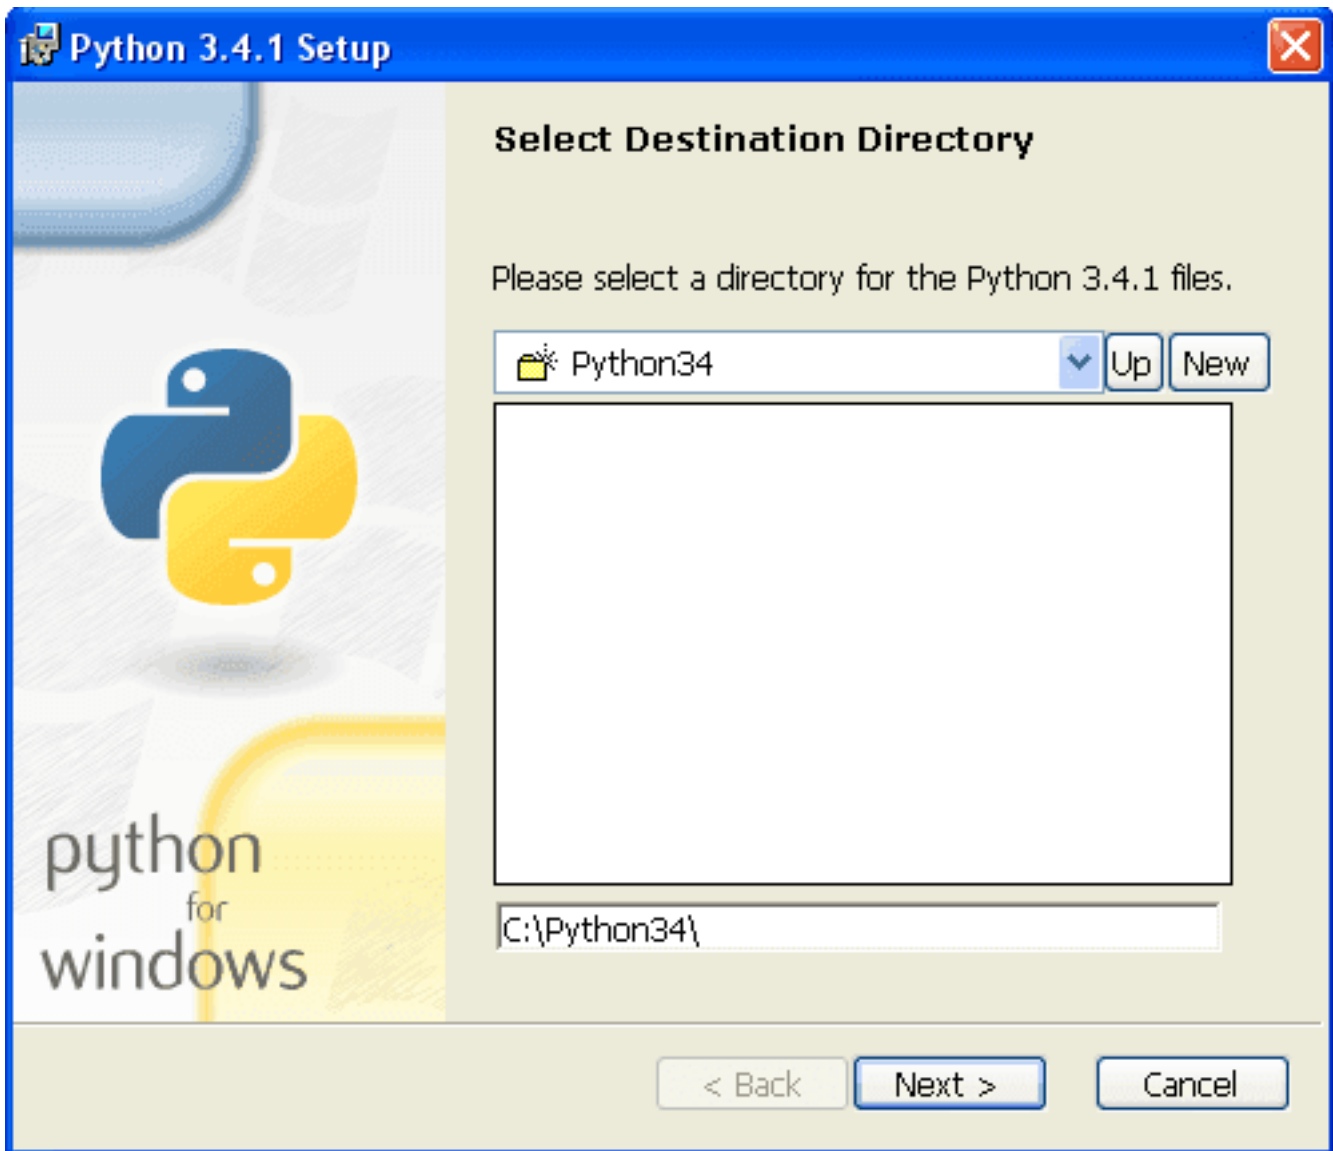 Python 3.4.1 Setup
Select Destination Directory
Please select a directory for the Python 3.4.1 files.
Python34
Up
New
C:\Python34\
python
for
windows
< Back
Next >
Cancel